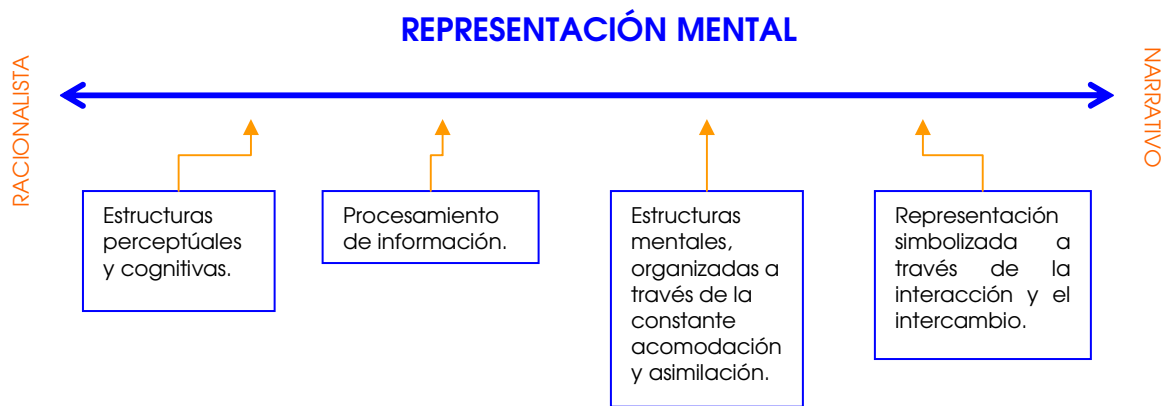 REPRESENTACIÓN MENTAL
RACIONALISTA
NARRATIVO
Estructuras
perceptúales
y cognitivas.
Procesamiento
de información.
Estructuras
mentales,
organizadas a
través de la
constante
acomodación
y asimilación.
Representación
simbolizada a
través de la
interacción y el
intercambio.